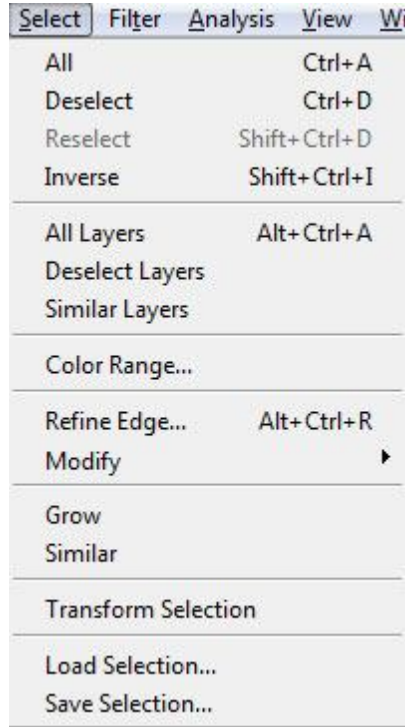 Select Filter Analysis View Wi
All Ctrl+A
Deselect Ctrl+D
Reselect Shift+Ctrl+D
Inverse Shift+Ctrl+I
All Layers Alt+Ctrl+A
Deselect Layers
Similar Layers
Color Range...
Refine Edge... Alt+Ctrl+R
Modify
Grow
Similar
Transform Selection
Load Selection...
Save Selection...